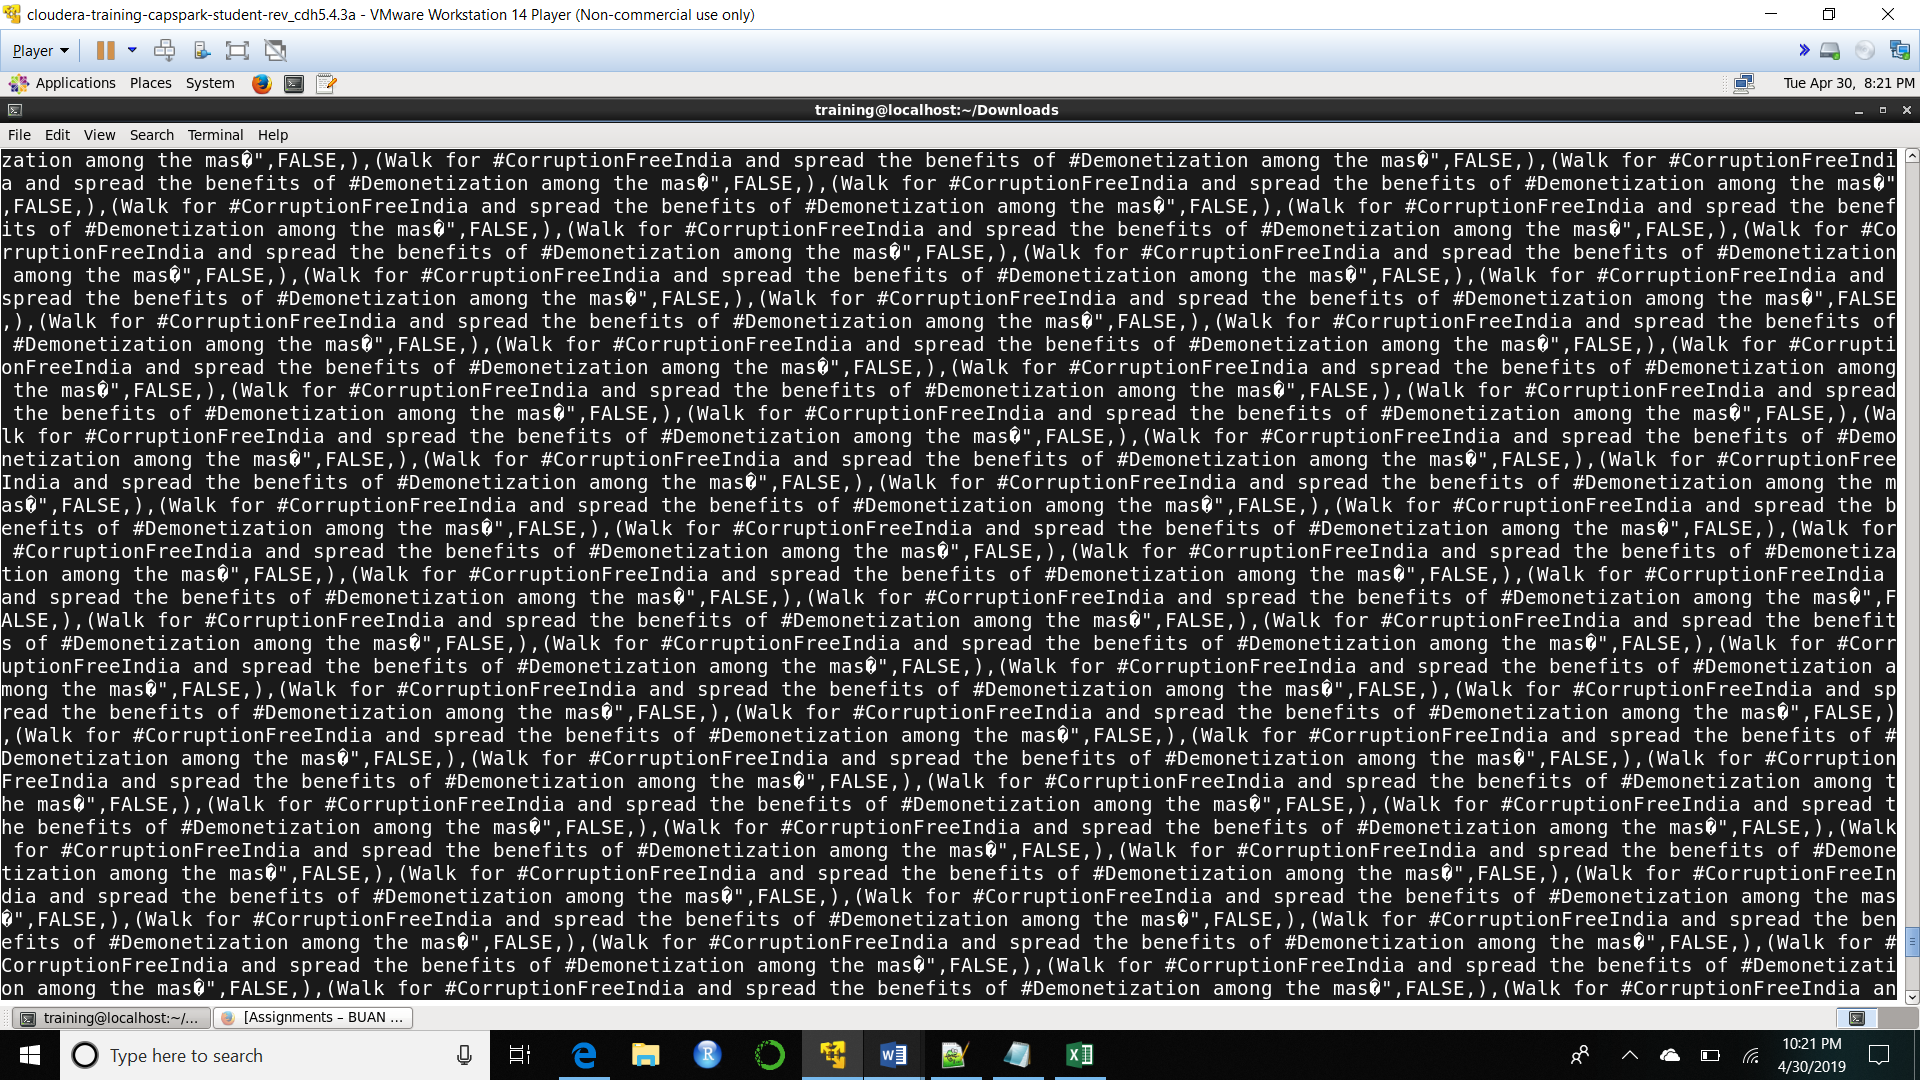 cloudera-training-capspark-student-rev_cdh5.4.3a - VMware Workstation 14 Player (Non-commercial use only)
Player
Applications Places System Tue Apr 30, 8:21 PM
training@localhost:~/Downloads
File Edit View Search Terminal Help
zation among the mas�",FALSE,),(Walk for #CorruptionFreeIndia and spread the benefits of #Demonetization among the mas�",FALSE,),(Walk for #CorruptionFreeIndi
a and spread the benefits of #Demonetization among the mas�",FALSE,),(Walk for #CorruptionFreeIndia and spread the benefits of #Demonetization among the mas�"
,FALSE,),(Walk for #CorruptionFreeIndia and spread the benefits of #Demonetization among the mas�",FALSE,),(Walk for #CorruptionFreeIndia and spread the benef
its of #Demonetization among the mas�",FALSE,),(Walk for #CorruptionFreeIndia and spread the benefits of #Demonetization among the mas�",FALSE,),(Walk for #Co
rruptionFreeIndia and spread the benefits of #Demonetization among the mas�",FALSE,),(Walk for #CorruptionFreeIndia and spread the benefits of #Demonetization
 among the mas�",FALSE,),(Walk for #CorruptionFreeIndia and spread the benefits of #Demonetization among the mas�",FALSE,),(Walk for #CorruptionFreeIndia and 
spread the benefits of #Demonetization among the mas�",FALSE,),(Walk for #CorruptionFreeIndia and spread the benefits of #Demonetization among the mas�",FALSE
,),(Walk for #CorruptionFreeIndia and spread the benefits of #Demonetization among the mas�",FALSE,),(Walk for #CorruptionFreeIndia and spread the benefits of
 #Demonetization among the mas�",FALSE,),(Walk for #CorruptionFreeIndia and spread the benefits of #Demonetization among the mas�",FALSE,),(Walk for #Corrupti
onFreeIndia and spread the benefits of #Demonetization among the mas�",FALSE,),(Walk for #CorruptionFreeIndia and spread the benefits of #Demonetization among
 the mas�",FALSE,),(Walk for #CorruptionFreeIndia and spread the benefits of #Demonetization among the mas�",FALSE,),(Walk for #CorruptionFreeIndia and spread
 the benefits of #Demonetization among the mas�",FALSE,),(Walk for #CorruptionFreeIndia and spread the benefits of #Demonetization among the mas�",FALSE,),(Wa
lk for #CorruptionFreeIndia and spread the benefits of #Demonetization among the mas�",FALSE,),(Walk for #CorruptionFreeIndia and spread the benefits of #Demo
netization among the mas�",FALSE,),(Walk for #CorruptionFreeIndia and spread the benefits of #Demonetization among the mas�",FALSE,),(Walk for #CorruptionFree
India and spread the benefits of #Demonetization among the mas�",FALSE,),(Walk for #CorruptionFreeIndia and spread the benefits of #Demonetization among the m
as�",FALSE,),(Walk for #CorruptionFreeIndia and spread the benefits of #Demonetization among the mas�",FALSE,),(Walk for #CorruptionFreeIndia and spread the b
enefits of #Demonetization among the mas�",FALSE,),(Walk for #CorruptionFreeIndia and spread the benefits of #Demonetization among the mas�",FALSE,),(Walk for
 #CorruptionFreeIndia and spread the benefits of #Demonetization among the mas�",FALSE,),(Walk for #CorruptionFreeIndia and spread the benefits of #Demonetiza
tion among the mas�",FALSE,),(Walk for #CorruptionFreeIndia and spread the benefits of #Demonetization among the mas�",FALSE,),(Walk for #CorruptionFreeIndia 
and spread the benefits of #Demonetization among the mas�",FALSE,),(Walk for #CorruptionFreeIndia and spread the benefits of #Demonetization among the mas�",F
ALSE,),(Walk for #CorruptionFreeIndia and spread the benefits of #Demonetization among the mas�",FALSE,),(Walk for #CorruptionFreeIndia and spread the benefit
s of #Demonetization among the mas�",FALSE,),(Walk for #CorruptionFreeIndia and spread the benefits of #Demonetization among the mas�",FALSE,),(Walk for #Corr
uptionFreeIndia and spread the benefits of #Demonetization among the mas�",FALSE,),(Walk for #CorruptionFreeIndia and spread the benefits of #Demonetization a
mong the mas�",FALSE,),(Walk for #CorruptionFreeIndia and spread the benefits of #Demonetization among the mas�",FALSE,),(Walk for #CorruptionFreeIndia and sp
read the benefits of #Demonetization among the mas�",FALSE,),(Walk for #CorruptionFreeIndia and spread the benefits of #Demonetization among the mas�",FALSE,)
,(Walk for #CorruptionFreeIndia and spread the benefits of #Demonetization among the mas�",FALSE,),(Walk for #CorruptionFreeIndia and spread the benefits of #
Demonetization among the mas�",FALSE,),(Walk for #CorruptionFreeIndia and spread the benefits of #Demonetization among the mas�",FALSE,),(Walk for #Corruption
FreeIndia and spread the benefits of #Demonetization among the mas�",FALSE,),(Walk for #CorruptionFreeIndia and spread the benefits of #Demonetization among t
he mas�",FALSE,),(Walk for #CorruptionFreeIndia and spread the benefits of #Demonetization among the mas�",FALSE,),(Walk for #CorruptionFreeIndia and spread t
he benefits of #Demonetization among the mas�",FALSE,),(Walk for #CorruptionFreeIndia and spread the benefits of #Demonetization among the mas�",FALSE,),(Walk
 for #CorruptionFreeIndia and spread the benefits of #Demonetization among the mas�",FALSE,),(Walk for #CorruptionFreeIndia and spread the benefits of #Demone
tization among the mas�",FALSE,),(Walk for #CorruptionFreeIndia and spread the benefits of #Demonetization among the mas�",FALSE,),(Walk for #CorruptionFreeIn
dia and spread the benefits of #Demonetization among the mas�",FALSE,),(Walk for #CorruptionFreeIndia and spread the benefits of #Demonetization among the mas
�",FALSE,),(Walk for #CorruptionFreeIndia and spread the benefits of #Demonetization among the mas�",FALSE,),(Walk for #CorruptionFreeIndia and spread the ben
efits of #Demonetization among the mas�",FALSE,),(Walk for #CorruptionFreeIndia and spread the benefits of #Demonetization among the mas�",FALSE,),(Walk for #
CorruptionFreeIndia and spread the benefits of #Demonetization among the mas�",FALSE,),(Walk for #CorruptionFreeIndia and spread the benefits of #Demonetizati
on among the mas�",FALSE,),(Walk for #CorruptionFreeIndia and spread the benefits of #Demonetization among the mas�",FALSE,),(Walk for #CorruptionFreeIndia an
training@localhost:~/... [Assignments – BUAN ...
Type here to search
10:21 PM
4/30/2019